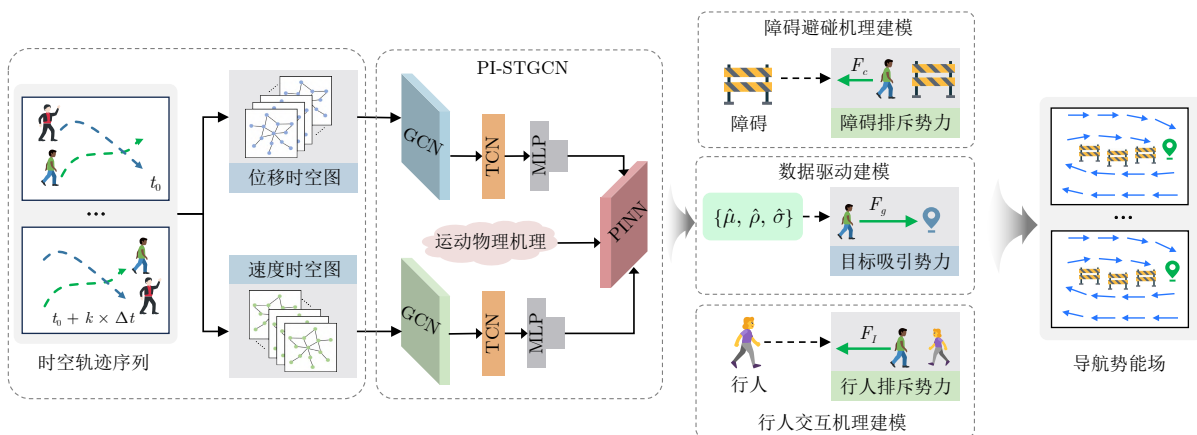 t₀
...
t₀ + k × Δt
时空轨迹序列
位移时空图
速度时空图
PI-STGCN
GCN
TCN
MLP
运动物理机理
PINN
GCN
TCN
MLP
障碍避碰机理建模
障碍
F_c
障碍排斥势力
数据驱动建模
{μ̂, ρ̂, σ̂}
F_g
目标吸引势力
行人
F_I
行人排斥势力
行人交互机理建模
...
导航势能场